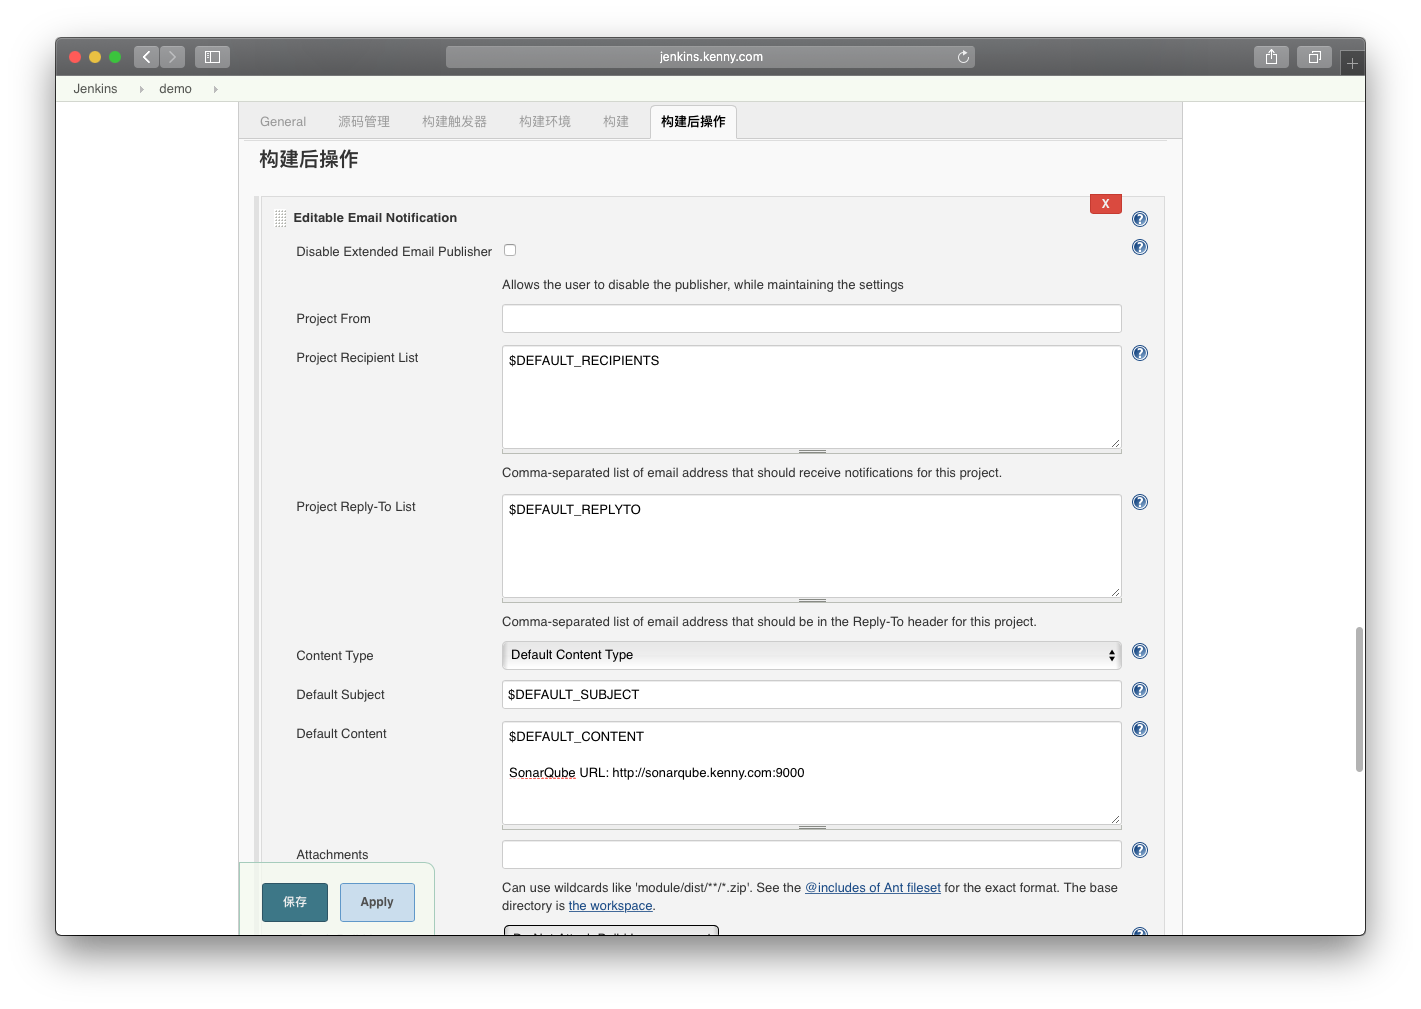 jenkins.kenny.com
Jenkins demo
General 源码管理 构建触发器 构建环境 构建 构建后操作
构建后操作
X
Editable Email Notification
Disable Extended Email Publisher
Allows the user to disable the publisher, while maintaining the settings
Project From
Project Recipient List
$DEFAULT_RECIPIENTS
Comma-separated list of email address that should receive notifications for this project.
Project Reply-To List
$DEFAULT_REPLYTO
Comma-separated list of email address that should be in the Reply-To header for this project.
Content Type
Default Content Type
Default Subject
$DEFAULT_SUBJECT
Default Content
$DEFAULT_CONTENT
SonarQube URL: http://sonarqube.kenny.com:9000
Attachments
Can use wildcards like 'module/dist/**/*.zip'. See the @includes of Ant fileset for the exact format. The base
directory is the workspace.
保存 Apply